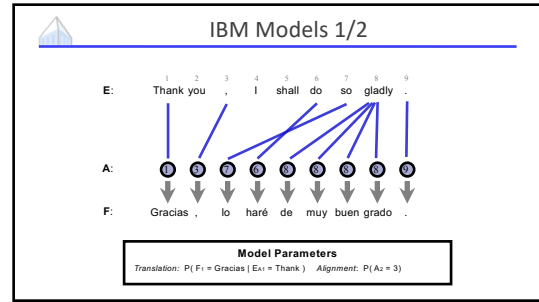 IBM Models 1/2
1 2 3 4 5 6 7 8 9
E: Thank you , I shall do so gladly .
A: 1 3 7 6 8 8 8 8 9
F: Gracias , lo haré de muy buen grado .
Model Parameters
Translation: P( F1 = Gracias | EA1 = Thank ) Alignment: P( A2 = 3)